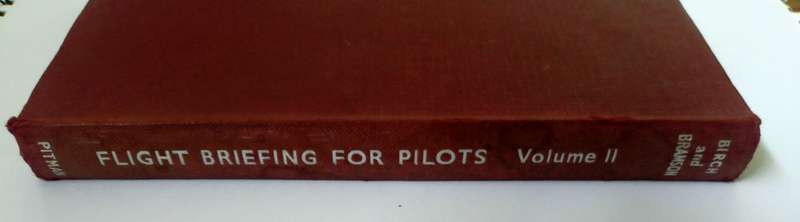 PITMAN
FLIGHT BRIEFING FOR PILOTS Volume II
BIRCH
and
BRAMSON